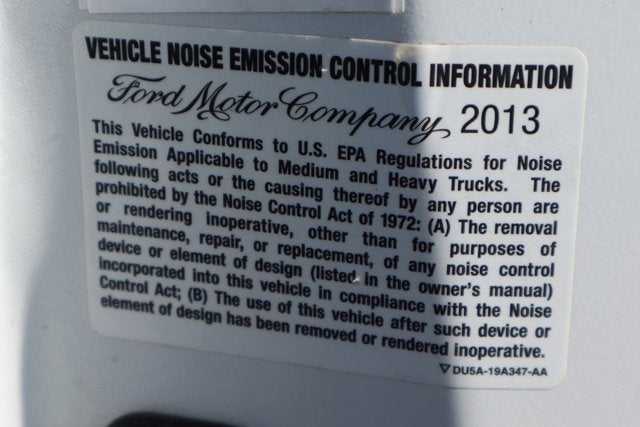 VEHICLE NOISE EMISSION CONTROL INFORMATION
Ford Motor Company 2013
This Vehicle Conforms to U.S. EPA Regulations for Noise
Emission Applicable to Medium and Heavy Trucks. The
following acts or the causing thereof by any person are
prohibited by the Noise Control Act of 1972: (A) The removal
or rendering inoperative, other than for purposes of
maintenance, repair, or replacement, of any noise control
device or element of design (listed in the owner's manual)
incorporated into this vehicle in compliance with the Noise
Control Act; (B) The use of this vehicle after such device or
element of design has been removed or rendered inoperative.
DU5A-19A347-AA